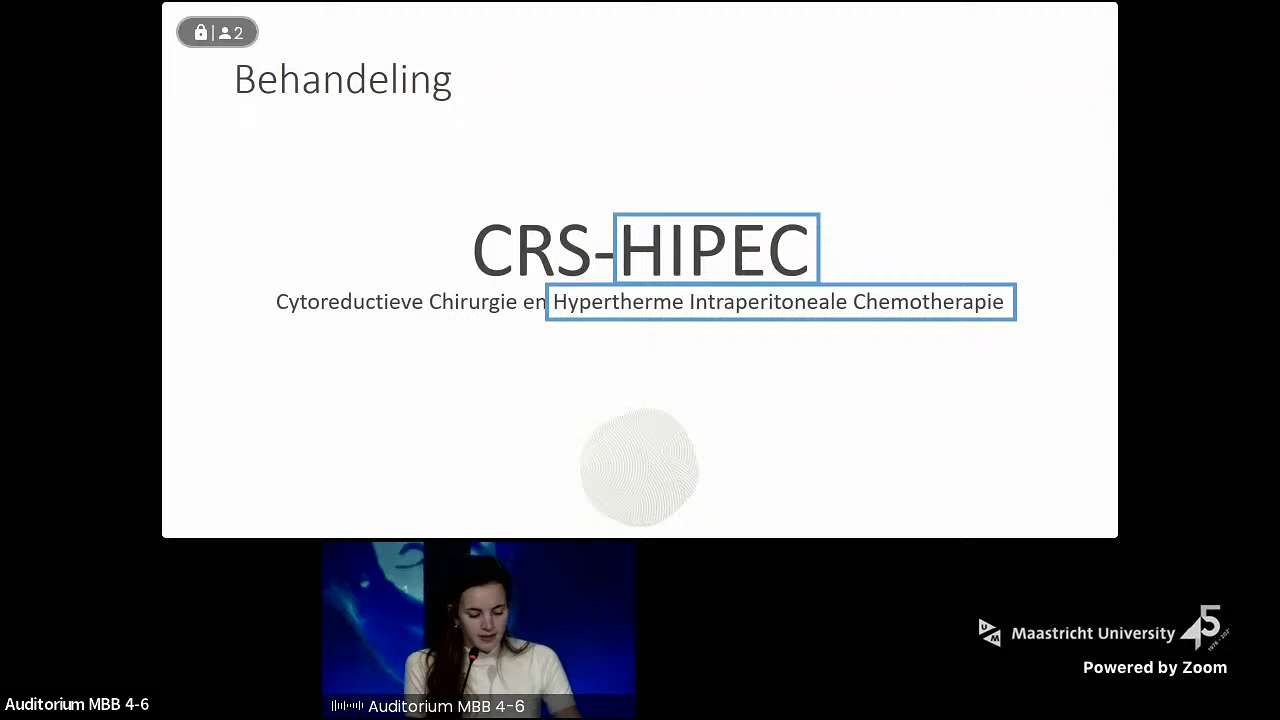 2
Behandeling
CRS-HIPEC
Cytoreductieve Chirurgie en Hypertherme Intraperitoneale Chemotherapie
Maastricht University 45
Powered by Zoom
Auditorium MBB 4-6
Auditorium MBB 4-6